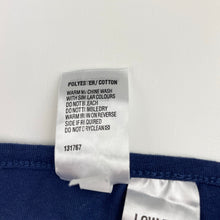 POLYESTER/COTTON
WARM MACHINE WASH
WITH SIMILAR COLOURS
DO NOT BLEACH
DO NOT TUMBLE DRY
WARM IRON ON REVERSE
SIDE IF REQUIRED
DO NOT DRYCLEAN (S)
131767